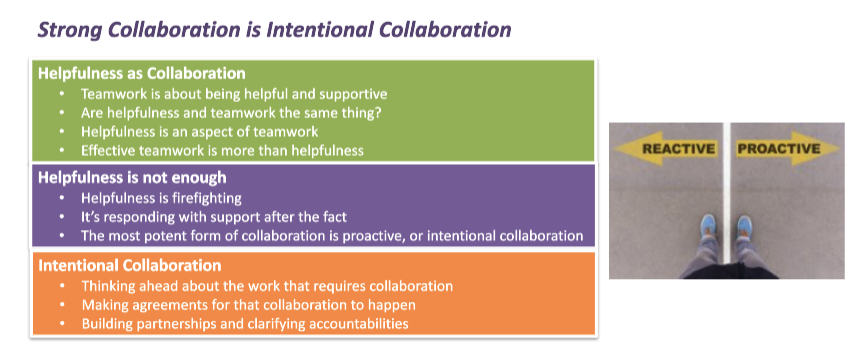 Strong Collaboration is Intentional Collaboration
Helpfulness as Collaboration
• Teamwork is about being helpful and supportive
• Are helpfulness and teamwork the same thing?
• Helpfulness is an aspect of teamwork
• Effective teamwork is more than helpfulness
Helpfulness is not enough
• Helpfulness is firefighting
• It's responding with support after the fact
• The most potent form of collaboration is proactive, or intentional collaboration
Intentional Collaboration
• Thinking ahead about the work that requires collaboration
• Making agreements for that collaboration to happen
• Building partnerships and clarifying accountabilities
REACTIVE
PROACTIVE